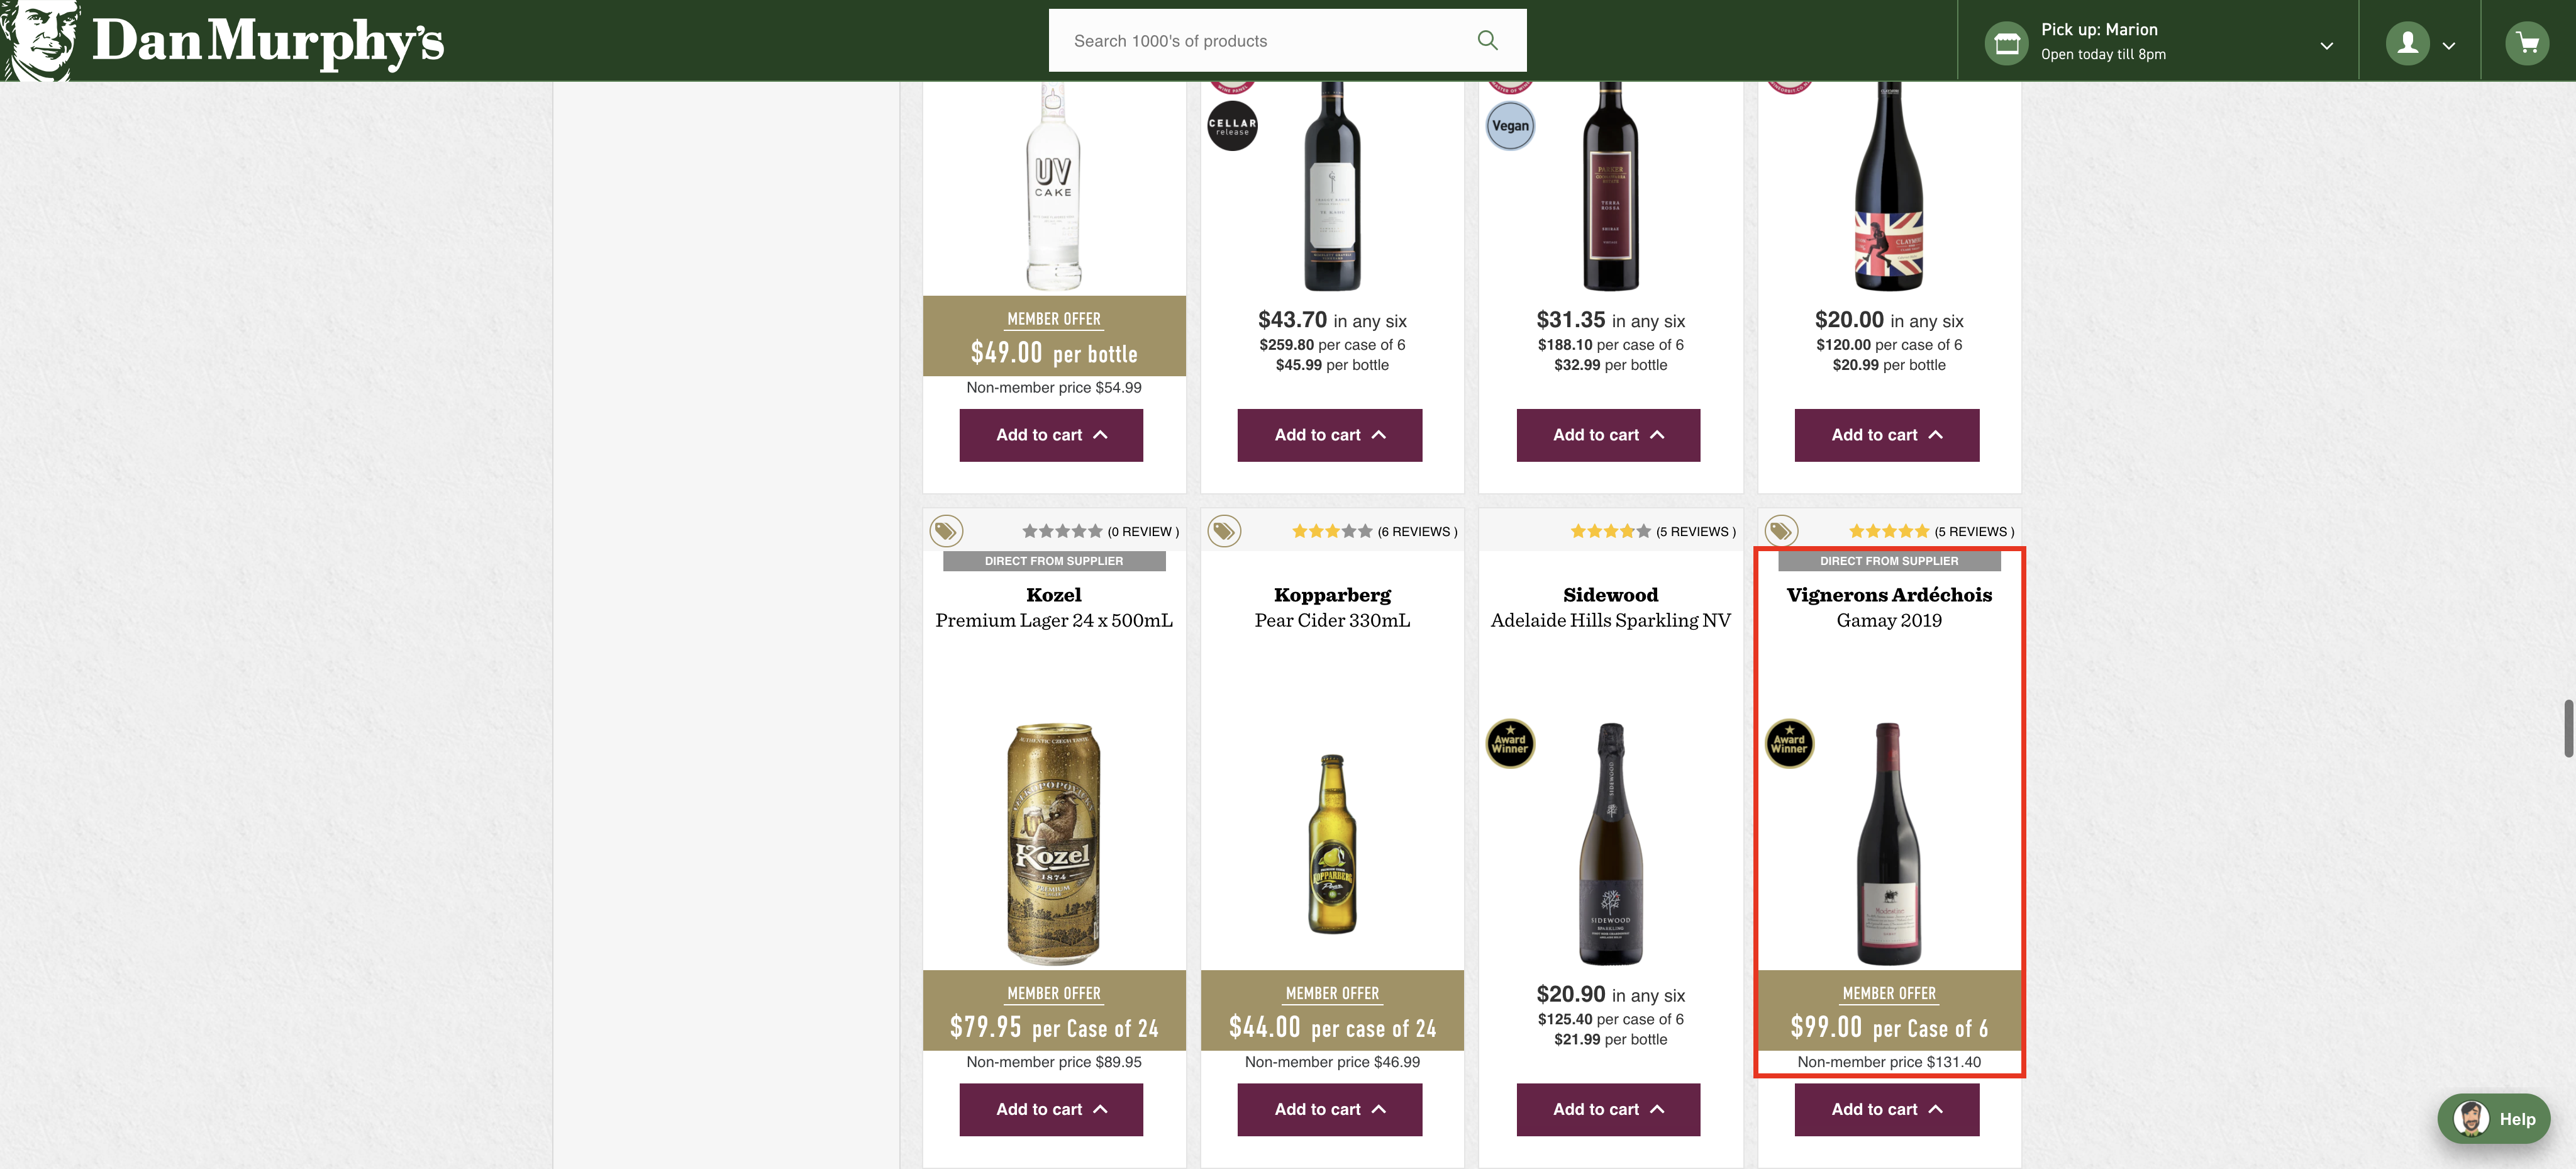 Dan Murphy's
Search 1000's of products
Pick up: Marion
Open today till 8pm
CELLAR
release
Vegan
UV
CAKE
PARKER
TERRA
ROSSA
SHIRAZ
MEMBER OFFER
$49.00 per bottle
Non-member price $54.99
Add to cart
$43.70 in any six
$259.80 per case of 6
$45.99 per bottle
Add to cart
$31.35 in any six
$188.10 per case of 6
$32.99 per bottle
Add to cart
$20.00 in any six
$120.00 per case of 6
$20.99 per bottle
Add to cart
(0 REVIEW )
DIRECT FROM SUPPLIER
Kozel
Premium Lager 24 x 500mL
Kozel
1874
PREMIUM
MEMBER OFFER
$79.95 per Case of 24
Non-member price $89.95
Add to cart
(6 REVIEWS )
Kopparberg
Pear Cider 330mL
KOPPARBERG
MEMBER OFFER
$44.00 per case of 24
Non-member price $46.99
Add to cart
(5 REVIEWS )
Sidewood
Adelaide Hills Sparkling NV
Award
Winner
SIDEWOOD
SIDEWOOD
SPARKLING
$20.90 in any six
$125.40 per case of 6
$21.99 per bottle
Add to cart
(5 REVIEWS )
DIRECT FROM SUPPLIER
Vignerons Ardéchois
Gamay 2019
Award
Winner
MEMBER OFFER
$99.00 per Case of 6
Non-member price $131.40
Add to cart
Help